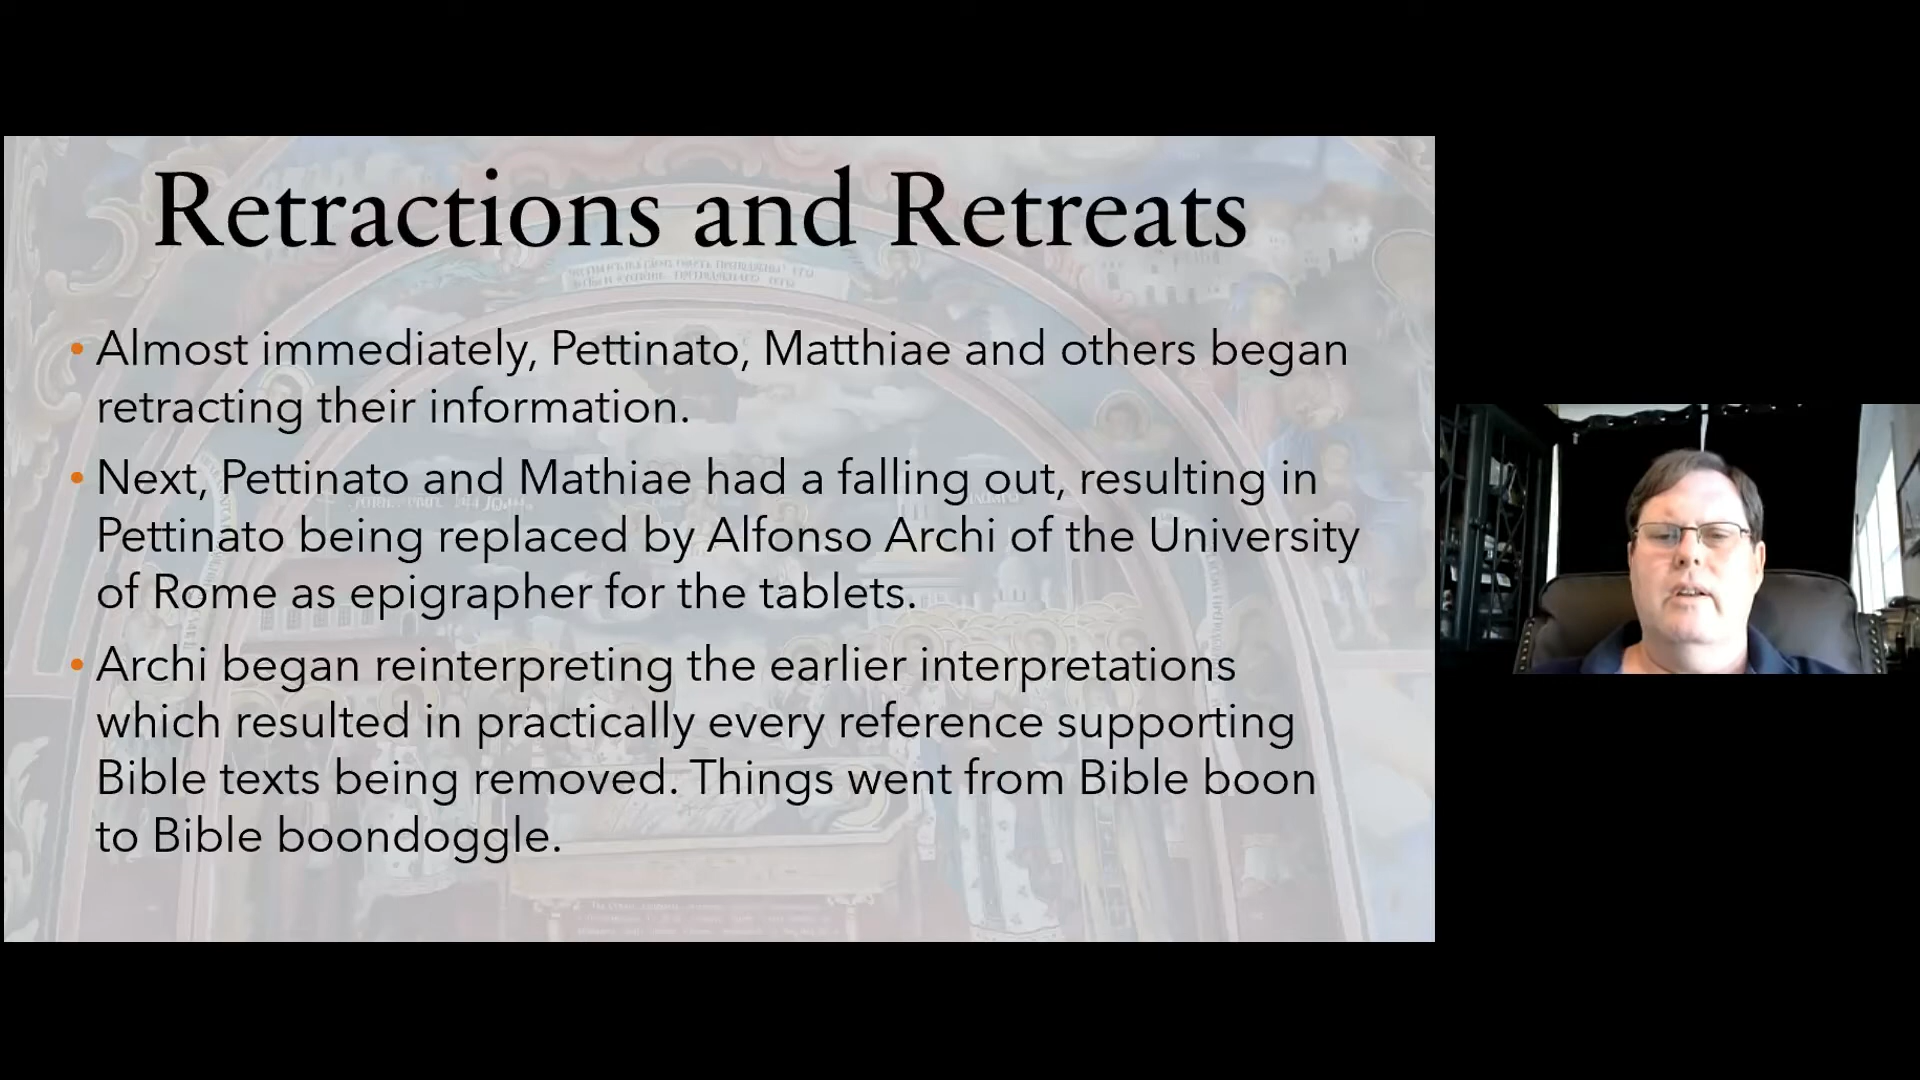 Retractions and Retreats
• Almost immediately, Pettinato, Matthiae and others began
retracting their information.
• Next, Pettinato and Mathiae had a falling out, resulting in
Pettinato being replaced by Alfonso Archi of the University
of Rome as epigrapher for the tablets.
• Archi began reinterpreting the earlier interpretations
which resulted in practically every reference supporting
Bible texts being removed. Things went from Bible boon
to Bible boondoggle.